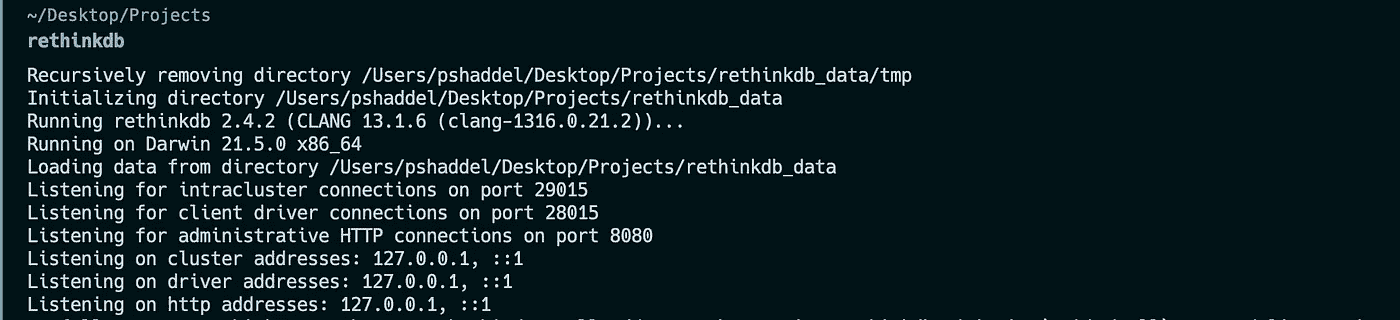 ~/Desktop/Projects
rethinkdb
Recursively removing directory /Users/pshaddel/Desktop/Projects/rethinkdb_data/tmp
Initializing directory /Users/pshaddel/Desktop/Projects/rethinkdb_data
Running rethinkdb 2.4.2 (CLANG 13.1.6 (clang-1316.0.21.2))...
Running on Darwin 21.5.0 x86_64
Loading data from directory /Users/pshaddel/Desktop/Projects/rethinkdb_data
Listening for intracluster connections on port 29015
Listening for client driver connections on port 28015
Listening for administrative HTTP connections on port 8080
Listening on cluster addresses: 127.0.0.1, ::1
Listening on driver addresses: 127.0.0.1, ::1
Listening on http addresses: 127.0.0.1, ::1